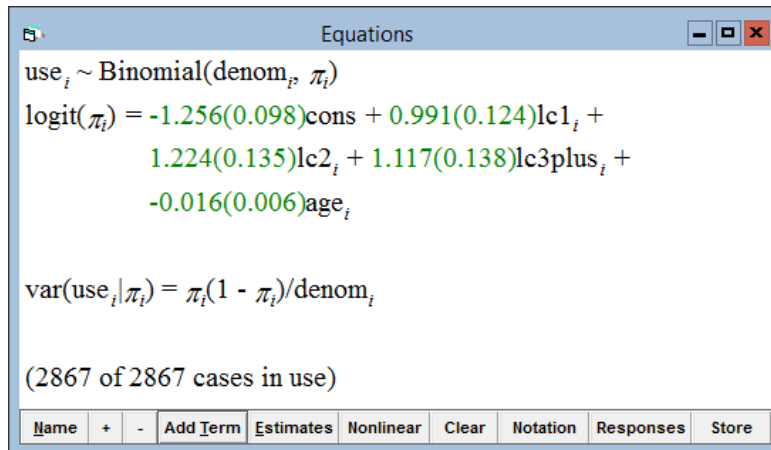 Equations
use_i ~ Binomial(denom_i, π_i)
logit(π_i) = -1.256(0.098)cons + 0.991(0.124)lc1_i +
1.224(0.135)lc2_i + 1.117(0.138)lc3plus_i +
-0.016(0.006)age_i
var(use_i|π_i) = π_i(1 - π_i)/denom_i
(2867 of 2867 cases in use)
Name + - Add Term Estimates Nonlinear Clear Notation Responses Store